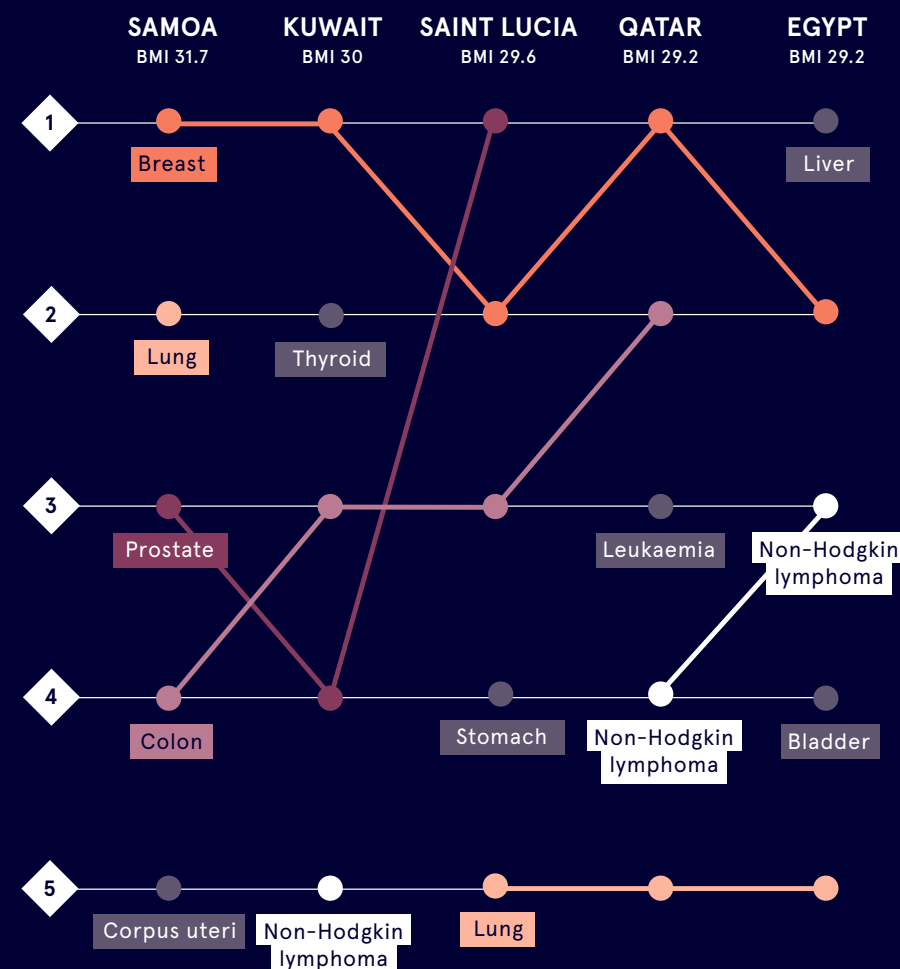 SAMOA KUWAIT SAINT LUCIA QATAR EGYPT
BMI 31.7 BMI 30 BMI 29.6 BMI 29.2 BMI 29.2
1
Breast Liver
2
Lung Thyroid
3
Prostate Leukaemia Non-Hodgkin
lymphoma
4
Colon Stomach Non-Hodgkin
lymphoma Bladder
5
Corpus uteri Non-Hodgkin
lymphoma Lung